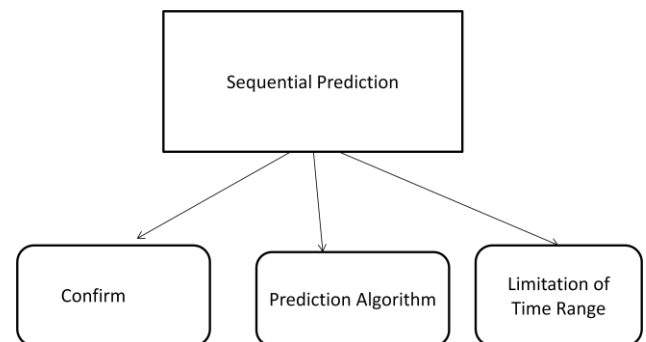 Sequential Prediction
Confirm
Prediction Algorithm
Limitation of
Time Range